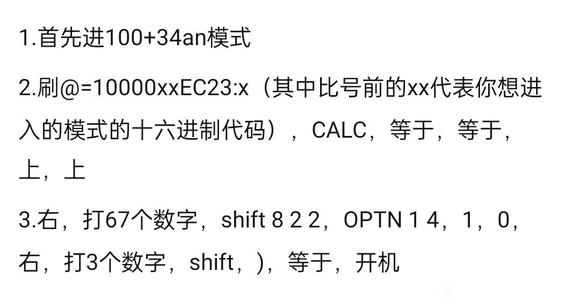 1.首先进100+34an模式
2.刷@=10000xxEC23:x（其中比号前的xx代表你想进
入的模式的十六进制代码），CALC，等于，等于，
上，上
3.右，打67个数字，shift 8 2 2，OPTN 1 4，1，0，
右，打3个数字，shift，)，等于，开机